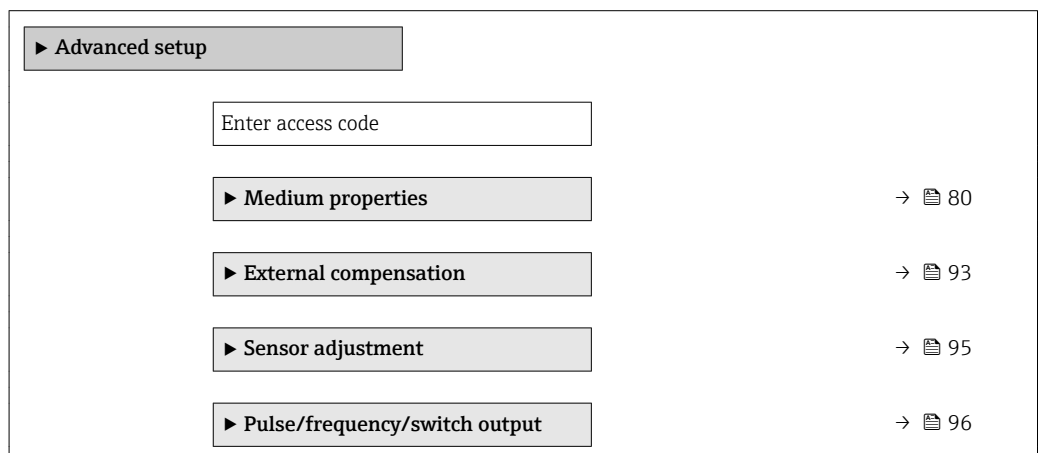 ▶ Advanced setup
Enter access code
▶ Medium properties → 80
▶ External compensation → 93
▶ Sensor adjustment → 95
▶ Pulse/frequency/switch output → 96